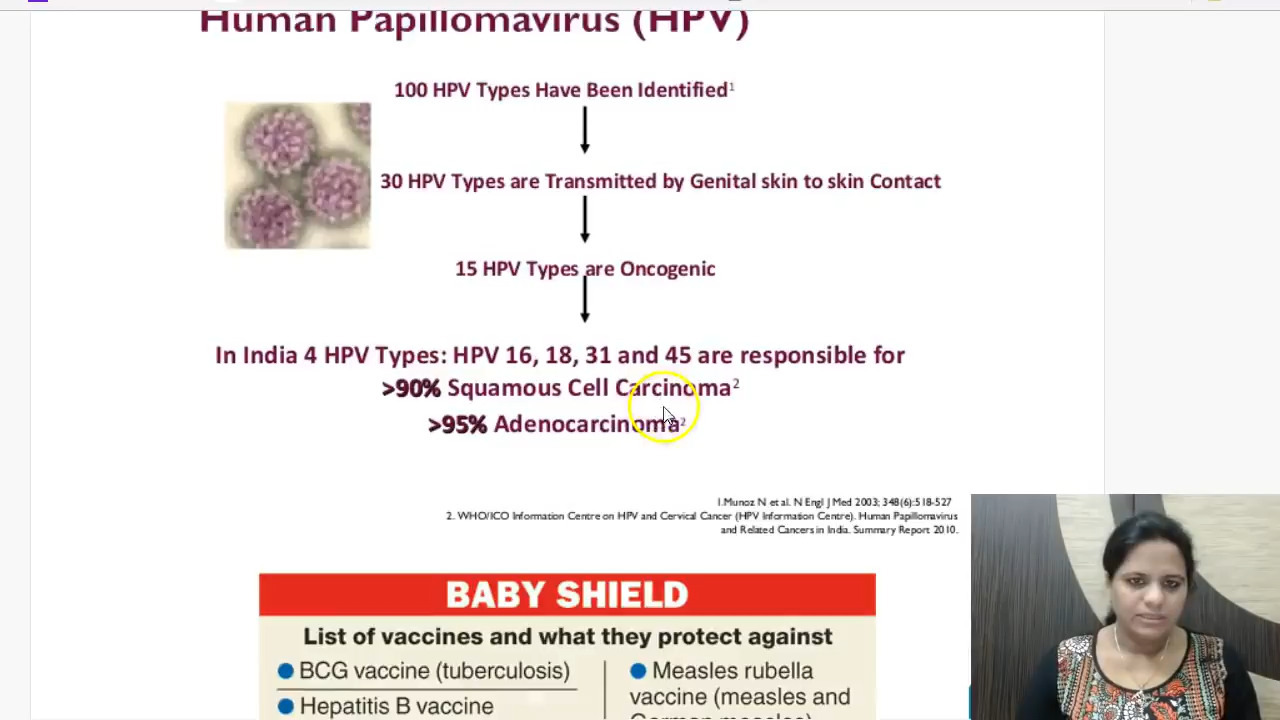 Human Papillomavirus (HPV)
100 HPV Types Have Been Identified1
30 HPV Types are Transmitted by Genital skin to skin Contact
15 HPV Types are Oncogenic
In India 4 HPV Types: HPV 16, 18, 31 and 45 are responsible for
>90% Squamous Cell Carcinoma2
>95% Adenocarcinoma2
1.Munoz N et al. N Engl J Med 2003; 348(6):518-527
2. WHO/ICO Information Centre on HPV and Cervical Cancer (HPV Information Centre). Human Papillomavirus
and Related Cancers in India. Summary Report 2010.
BABY SHIELD
List of vaccines and what they protect against
BCG vaccine (tuberculosis)
Hepatitis B vaccine
Measles rubella
vaccine (measles and
German measles)